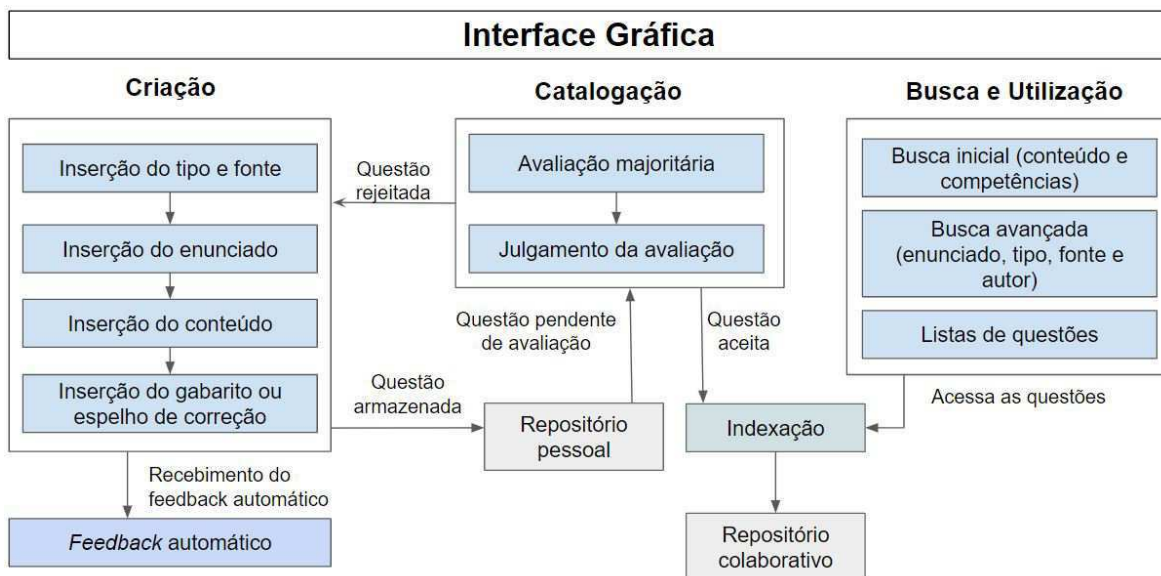 Interface Gráfica
Criação
Inserção do tipo e fonte
Inserção do enunciado
Inserção do conteúdo
Inserção do gabarito ou
espelho de correção
Recebimento do
feedback automático
Feedback automático
Questão
rejeitada
Questão
armazenada
Catalogação
Avaliação majoritária
Julgamento da avaliação
Questão pendente
de avaliação
Questão
aceita
Repositório
pessoal
Indexação
Repositório
colaborativo
Busca e Utilização
Busca inicial (conteúdo e
competências)
Busca avançada
(enunciado, tipo, fonte e
autor)
Listas de questões
Acessa as questões